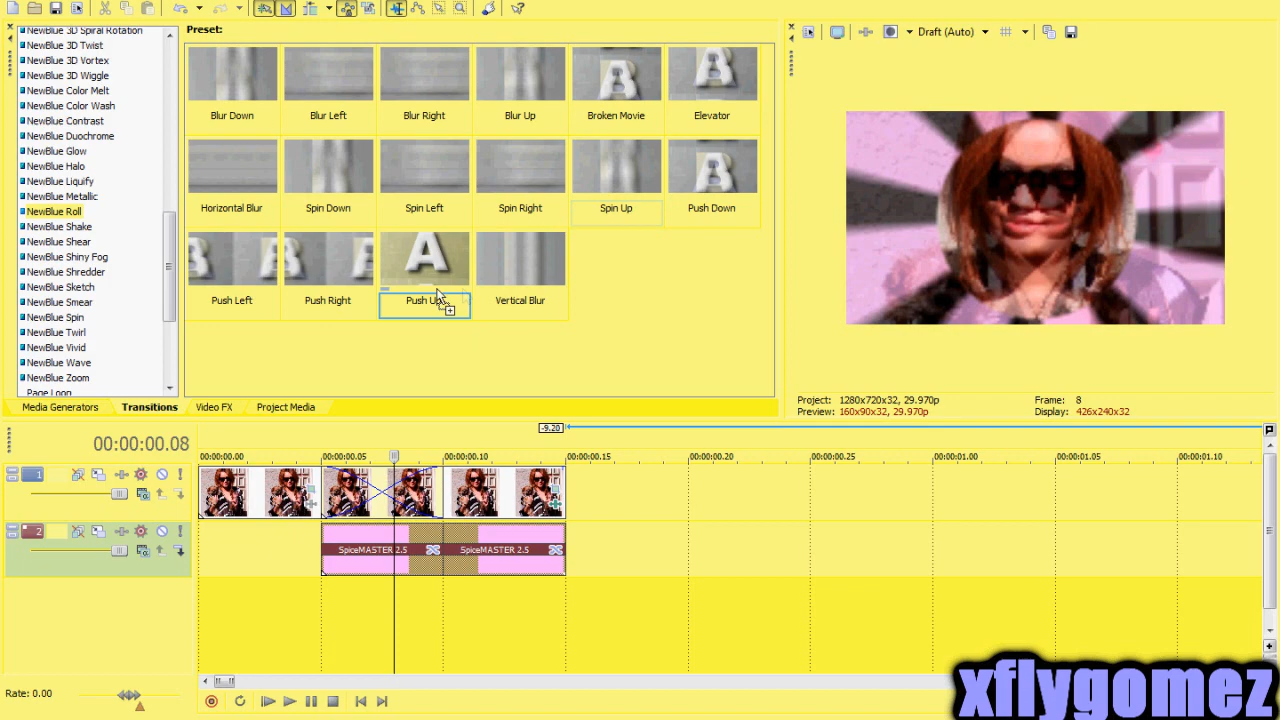 Preset:
Draft (Auto)
NewBlue 3D Spiral Rotation
NewBlue 3D Twist
NewBlue 3D Vortex
NewBlue 3D Wiggle
NewBlue Color Melt
NewBlue Color Wash
NewBlue Contrast
NewBlue Duochrome
NewBlue Glow
NewBlue Halo
NewBlue Liquify
NewBlue Metallic
NewBlue Roll
NewBlue Shake
NewBlue Shear
NewBlue Shiny Fog
NewBlue Shredder
NewBlue Sketch
NewBlue Smear
NewBlue Spin
NewBlue Twirl
NewBlue Vivid
NewBlue Wave
NewBlue Zoom
Page Loop
Blur Down Blur Left Blur Right Blur Up Broken Movie Elevator
Horizontal Blur Spin Down Spin Left Spin Right Spin Up Push Down
Push Left Push Right Push Up Vertical Blur
Media Generators Transitions Video FX Project Media
Project: 1280x720x32, 29.970p Frame: 8
Preview: 160x90x32, 29.970p Display: 426x240x32
-9.20
00:00:00.08
00:00:00.00 00:00:00.05 00:00:00.10 00:00:00.15 00:00:00.20 00:00:00.25 00:00:01.00 00:00:01.05 00:00:01.10
1
2
SpiceMASTER 2.5 SpiceMASTER 2.5
Rate: 0.00
xflygomez